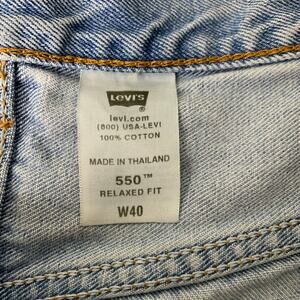 Levi's
levi.com
(800) USA-LEVI
100% COTTON
MADE IN THAILAND
550™
RELAXED FIT
W40